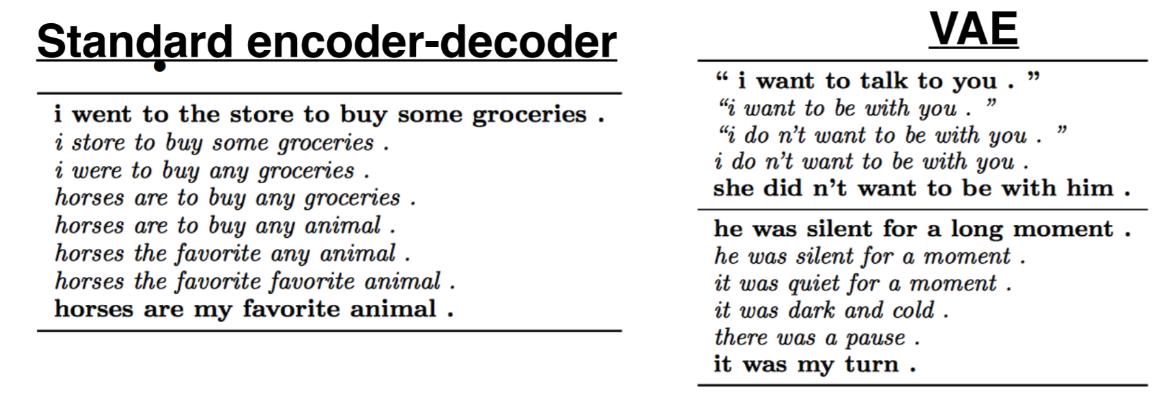 Standard encoder-decoder
i went to the store to buy some groceries .
i store to buy some groceries .
i were to buy any groceries .
horses are to buy any groceries .
horses are to buy any animal .
horses the favorite any animal .
horses the favorite favorite animal .
horses are my favorite animal .
VAE
“ i want to talk to you . ”
“i want to be with you . ”
“i do n’t want to be with you . ”
i do n’t want to be with you .
she did n’t want to be with him .
he was silent for a long moment .
he was silent for a moment .
it was quiet for a moment .
it was dark and cold .
there was a pause .
it was my turn .